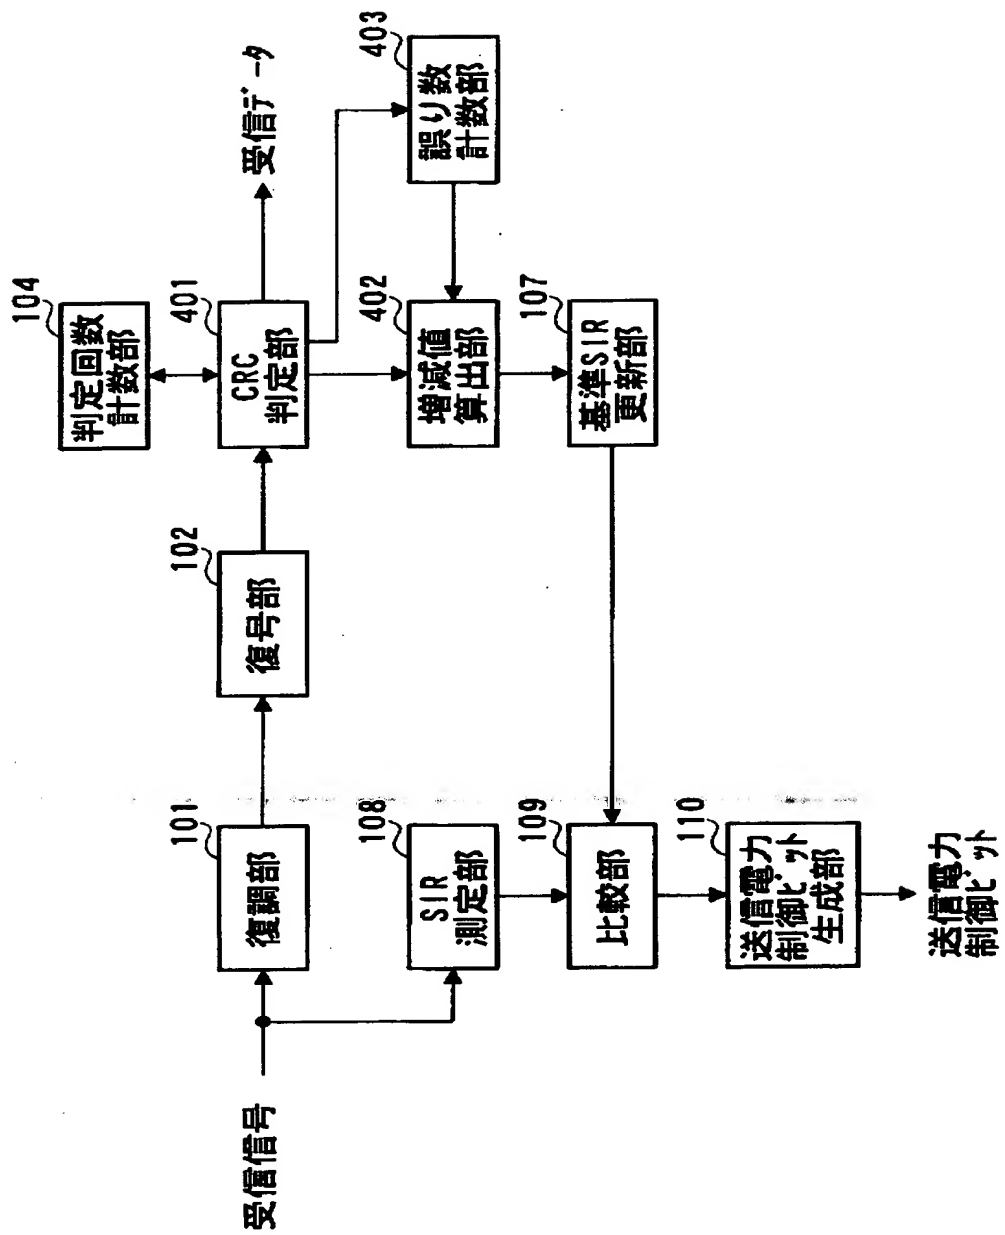 104
判定回数
計数部
403
誤り数
計数部
401
CRC
判定部
受信データ
102
復号部
101
復調部
受信信号
402
増減値
算出部
108
SIR
測定部
107
基準SIR
更新部
109
比較部
110
送信電力
制御ビット
生成部
送信電力
制御ビット